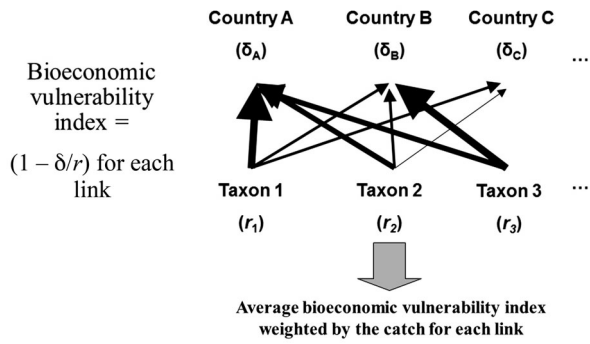 Country A Country B Country C
(δA) (δB) (δC) ...
Bioeconomic
vulnerability
index =
(1 – δ/r) for each
link
Taxon 1 Taxon 2 Taxon 3 ...
(r1) (r2) (r3)
Average bioeconomic vulnerability index
weighted by the catch for each link